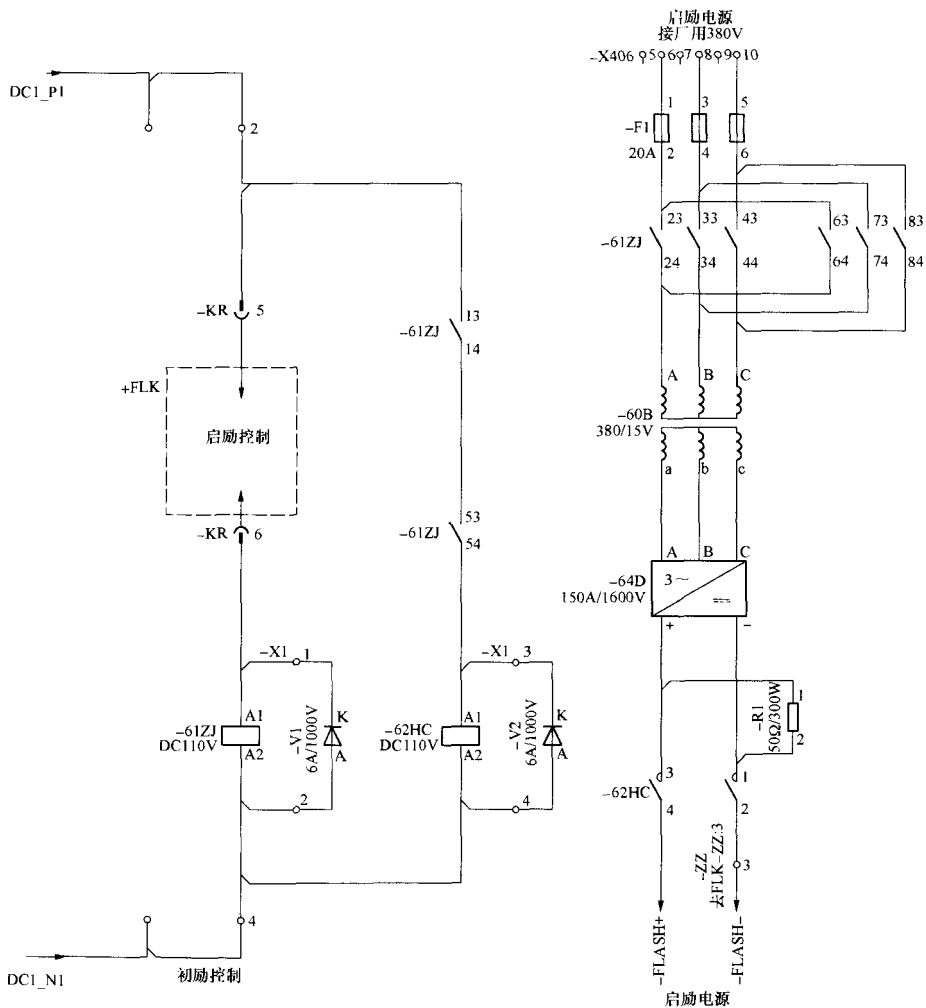 启励电源
接厂用380V
-X406 5 6 7 8 9 10
DC1_P1
2
1 3 5
-F1
20A 2 4 6
23 33 43 63 73 83
-61ZJ
24 34 44 64 74 84
-KR 5
13
-61ZJ
14
+FLK
启励控制
A B C
-60B
380/15V
a b c
-KR 6
53
-61ZJ
54
A B C
-64D
150A/1600V
3~
+ -
-X1 1
-X1 3
-61ZJ
DC110V
A1
A2
-V1
6A/1000V
K
A
-62HC
DC110V
A1
A2
-V2
6A/1000V
K
A
2
4
1
-R1
50Ω/300W
2
3 1
-62HC
4 2
-ZZ
去FLK-ZZ:3
3
4
DC1_N1
初励控制
-FLASH+
-FLASH-
启励电源